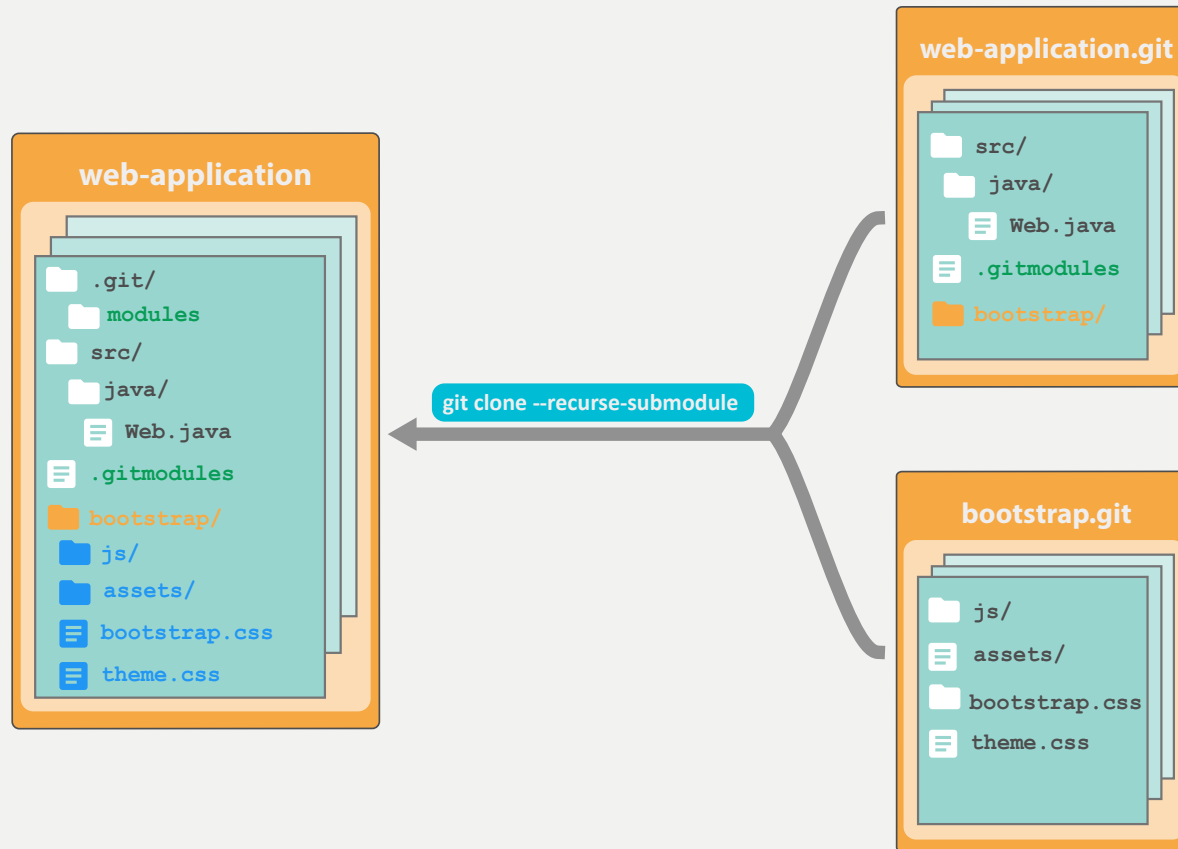 web-application
.git/
modules
src/
java/
Web.java
.gitmodules
bootstrap/
js/
assets/
bootstrap.css
theme.css
git clone --recurse-submodule
web-application.git
src/
java/
Web.java
.gitmodules
bootstrap/
bootstrap.git
js/
assets/
bootstrap.css
theme.css